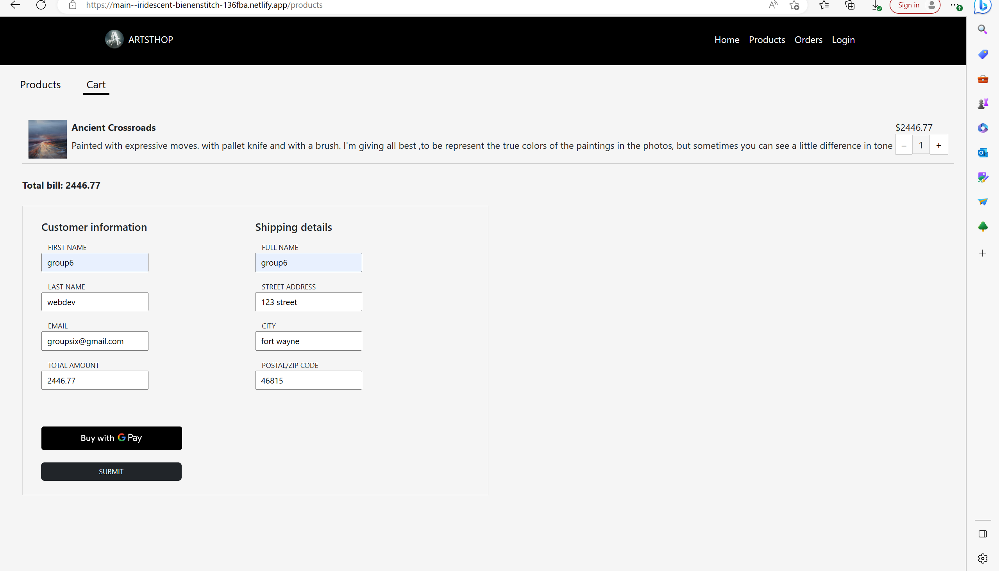 https://main--iridescent-bienenstitch-136fba.netlify.app/products
Sign in
ARTSTHOP
Home Products Orders Login
Products Cart
Ancient Crossroads $2446.77
Painted with expressive moves. with pallet knife and with a brush. I'm giving all best ,to be represent the true colors of the paintings in the photos, but sometimes you can see a little difference in tone – 1 +
Total bill: 2446.77
Customer information Shipping details
FIRST NAME FULL NAME
group6 group6
LAST NAME STREET ADDRESS
webdev 123 street
EMAIL CITY
groupsix@gmail.com fort wayne
TOTAL AMOUNT POSTAL/ZIP CODE
2446.77 46815
Buy with G Pay
SUBMIT